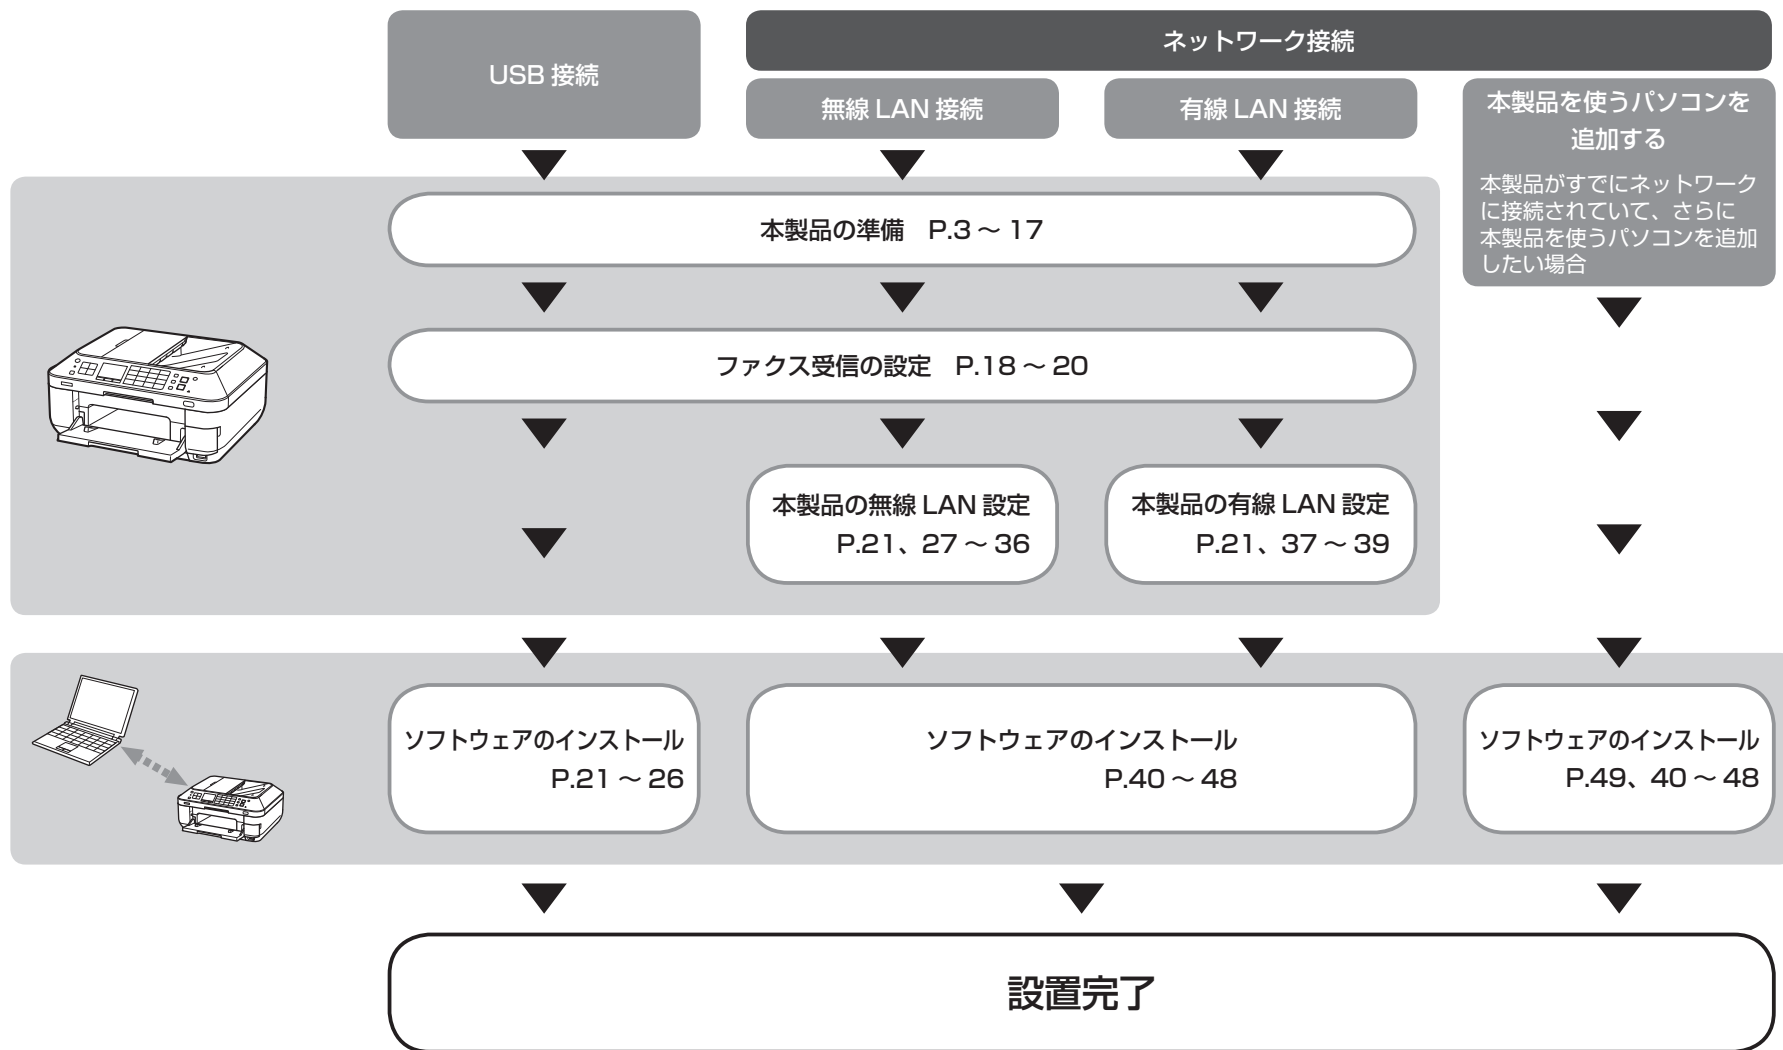 USB 接続
ネットワーク接続
無線 LAN 接続
有線 LAN 接続
本製品を使うパソコンを
追加する
本製品がすでにネットワーク
に接続されていて、さらに
本製品を使うパソコンを追加
したい場合
本製品の準備　P.3 ～ 17
ファクス受信の設定　P.18 ～ 20
本製品の無線 LAN 設定
P.21、27 ～ 36
本製品の有線 LAN 設定
P.21、37 ～ 39
ソフトウェアのインストール
P.21 ～ 26
ソフトウェアのインストール
P.40 ～ 48
ソフトウェアのインストール
P.49、40 ～ 48
設置完了